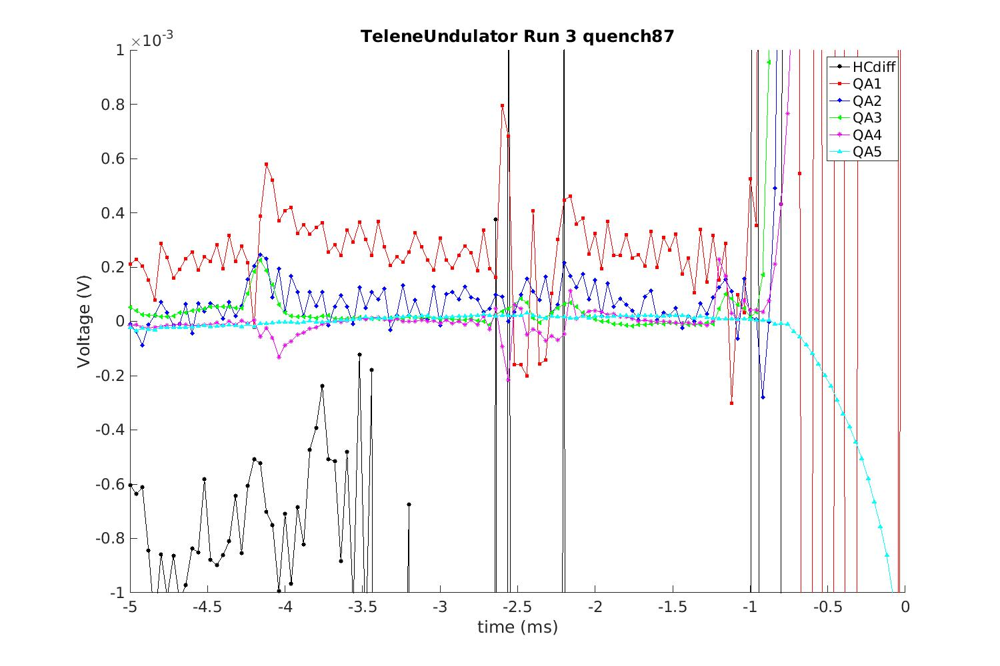 TeleneUndulator Run 3 quench87
×10-3
1
0.8
0.6
0.4
0.2
0
-0.2
-0.4
-0.6
-0.8
-1
Voltage (V)
-5
-4.5
-4
-3.5
-3
-2.5
-2
-1.5
-1
-0.5
0
time (ms)
HCdiff
QA1
QA2
QA3
QA4
QA5